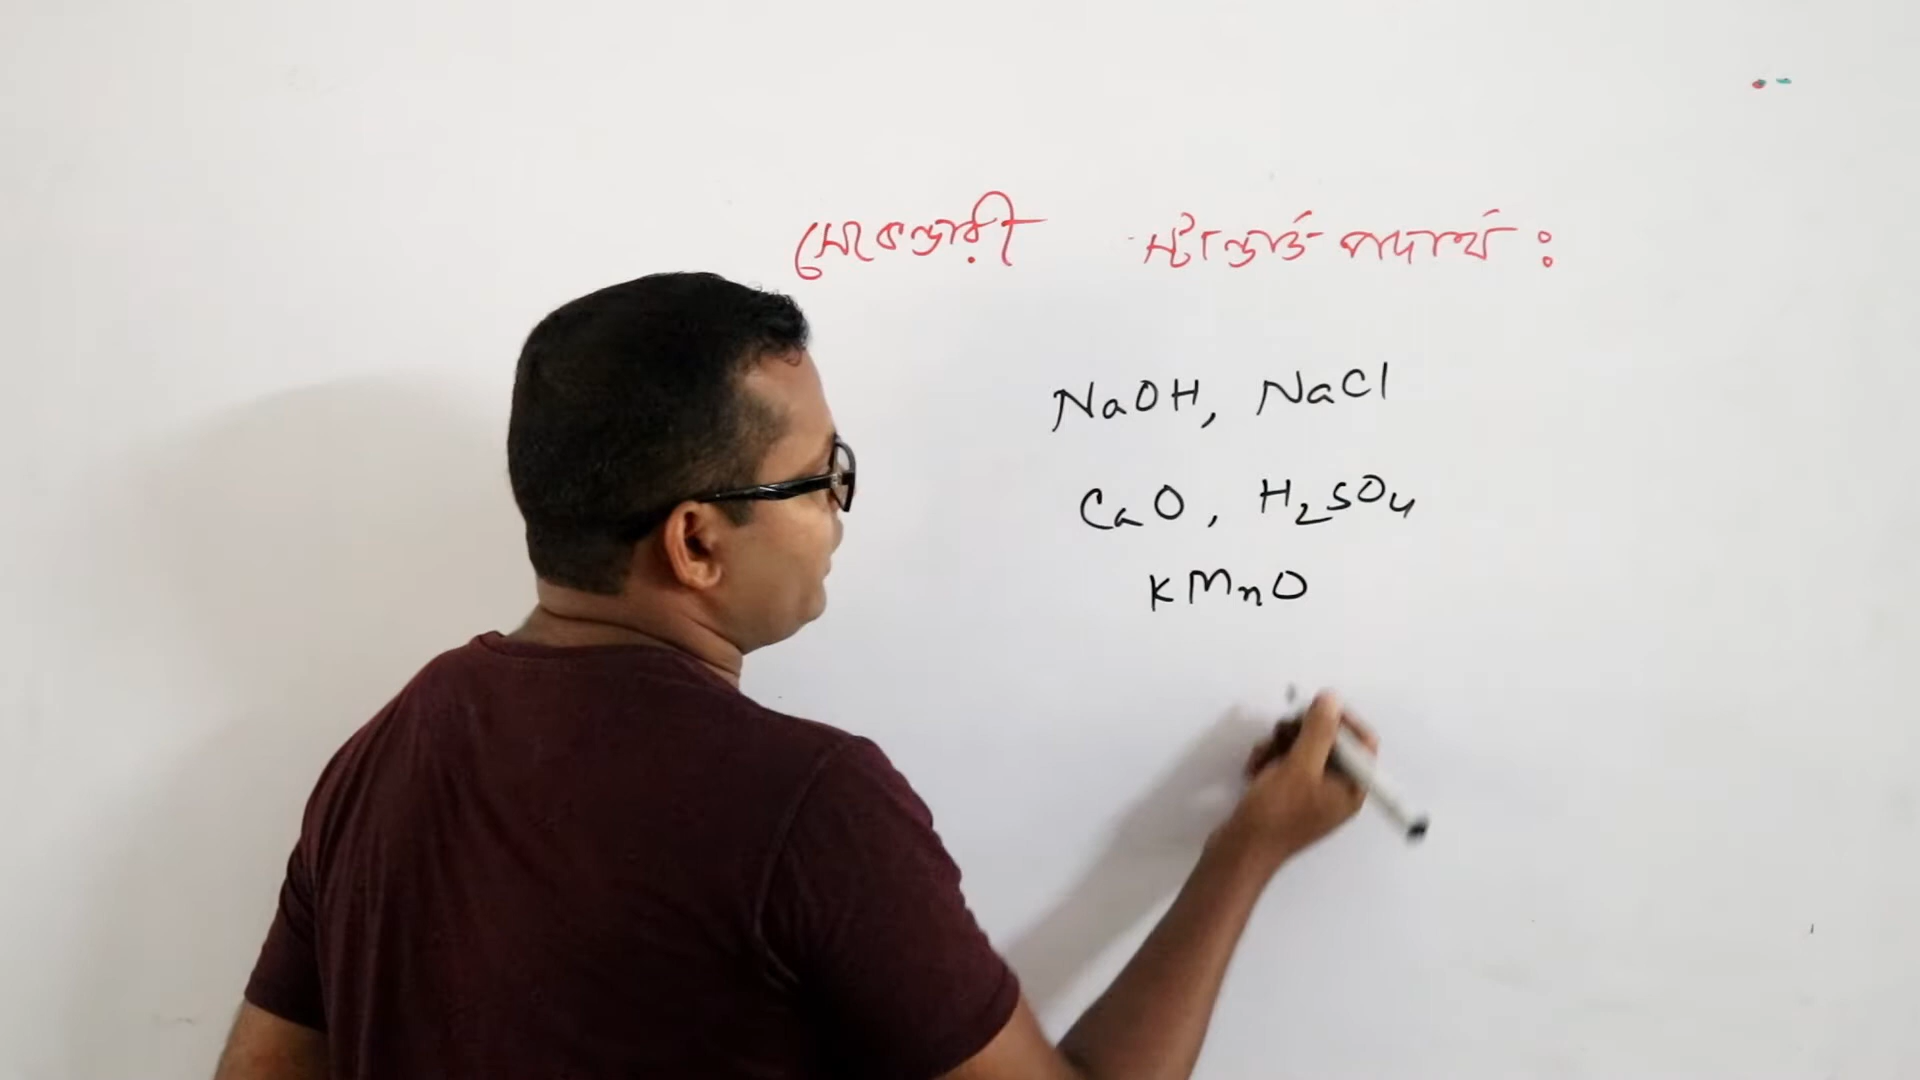 সেকেন্ডারী স্টান্ডার্ড পদার্থ :
NaOH, NaCl
CaO, H₂SO₄
KMnO